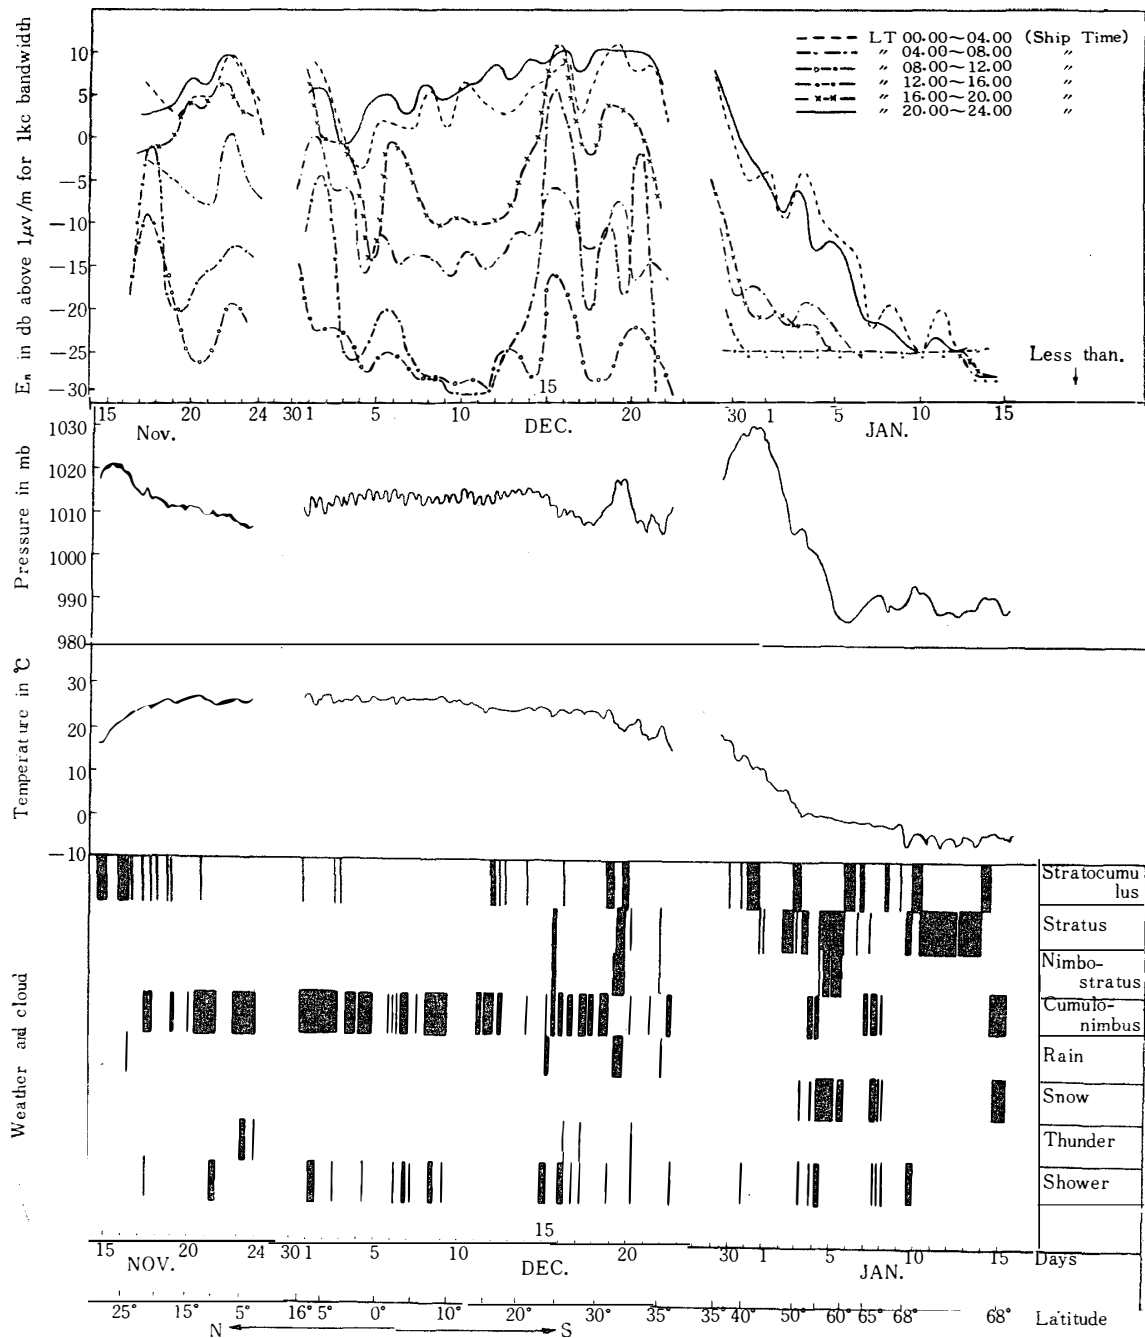 Eₙ in db above 1μv/m for 1kc bandwidth
10
5
0
−5
−10
−15
−20
−25
−30
LT 00.00~04.00 (Ship Time)
〃 04.00~08.00 〃
〃 08.00~12.00 〃
〃 12.00~16.00 〃
〃 16.00~20.00 〃
〃 20.00~24.00 〃
Less than.
15 20 24 30 1 5 10 15 20 30 1 5 10 15
Nov. DEC. JAN.
Pressure in mb
1030
1020
1010
1000
990
980
Temperature in ℃
30
20
10
0
−10
Weather and cloud
Stratocumu
lus
Stratus
Nimbo-
stratus
Cumulo-
nimbus
Rain
Snow
Thunder
Shower
15 20 24 30 1 5 10 15 20 30 1 5 10 15 Days
NOV. DEC. JAN.
25° 15° 5° 16° 5° 0° 10° 20° 30° 35° 35° 40° 50° 60° 65° 68° 68° Latitude
N S